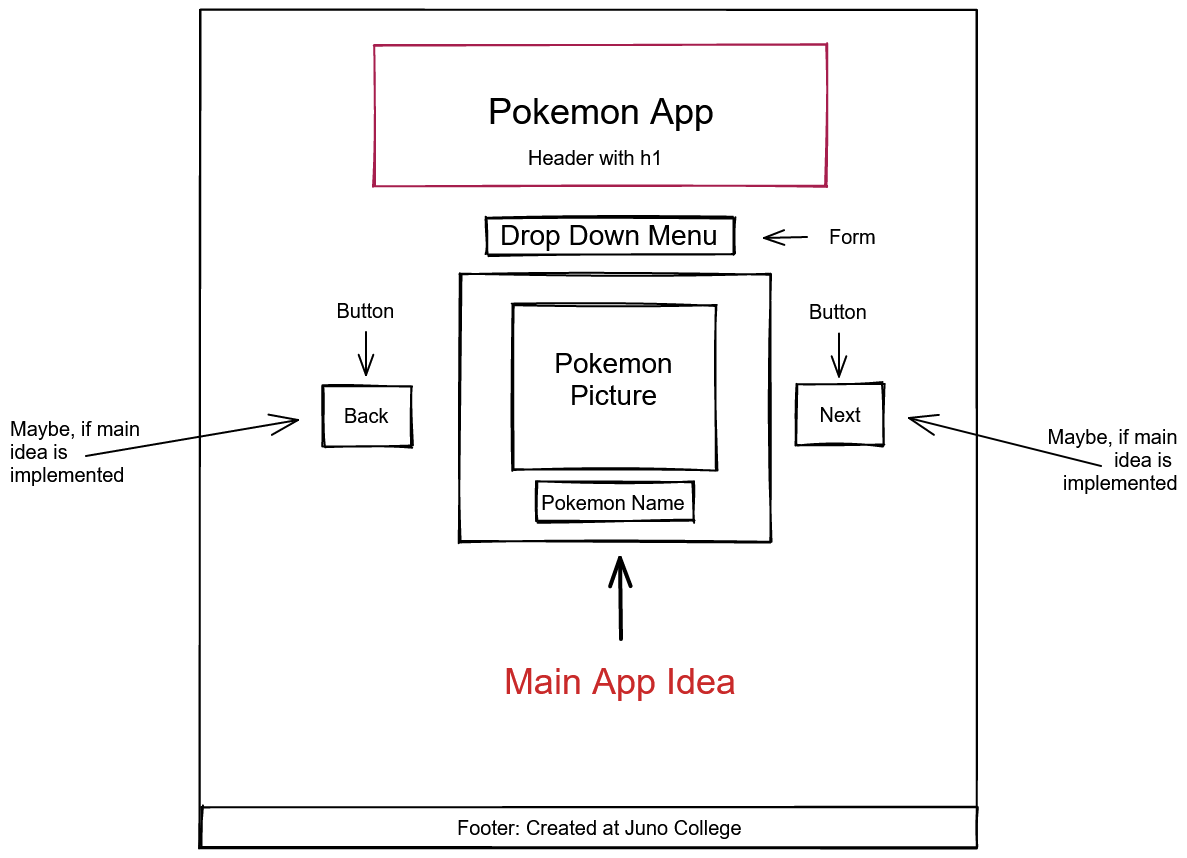 Pokemon App
Header with h1
Drop Down Menu
Form
Button
Button
Pokemon
Picture
Back
Next
Maybe, if main
idea is
implemented
Maybe, if main
idea is
implemented
Pokemon Name
Main App Idea
Footer: Created at Juno College